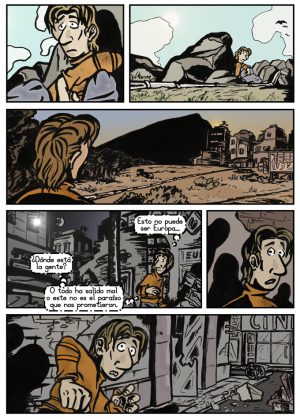 Esto no puede
ser Europa...
¿Dónde está
la gente?
O todo ha salido mal
o este no es el paraíso
que nos prometieron.
CINE